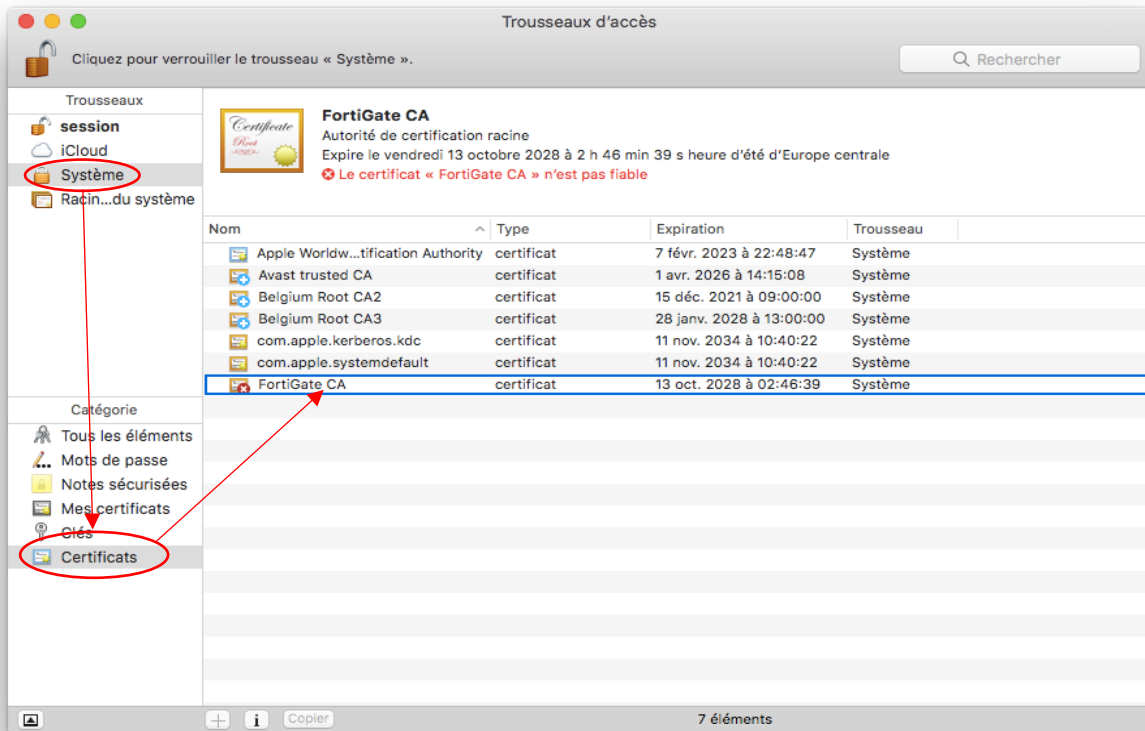 Trousseaux d'accès
Cliquez pour verrouiller le trousseau « Système ».
Rechercher
Trousseaux
session
iCloud
Système
Racin...du système
Certificate
Root
FortiGate CA
Autorité de certification racine
Expire le vendredi 13 octobre 2028 à 2 h 46 min 39 s heure d'été d'Europe centrale
Le certificat « FortiGate CA » n'est pas fiable
Nom Type Expiration Trousseau
Apple Worldw...tification Authority certificat 7 févr. 2023 à 22:48:47 Système
Avast trusted CA certificat 1 avr. 2026 à 14:15:08 Système
Belgium Root CA2 certificat 15 déc. 2021 à 09:00:00 Système
Belgium Root CA3 certificat 28 janv. 2028 à 13:00:00 Système
com.apple.kerberos.kdc certificat 11 nov. 2034 à 10:40:22 Système
com.apple.systemdefault certificat 11 nov. 2034 à 10:40:22 Système
FortiGate CA certificat 13 oct. 2028 à 02:46:39 Système
Catégorie
Tous les éléments
Mots de passe
Notes sécurisées
Mes certificats
Clés
Certificats
Copier
7 éléments